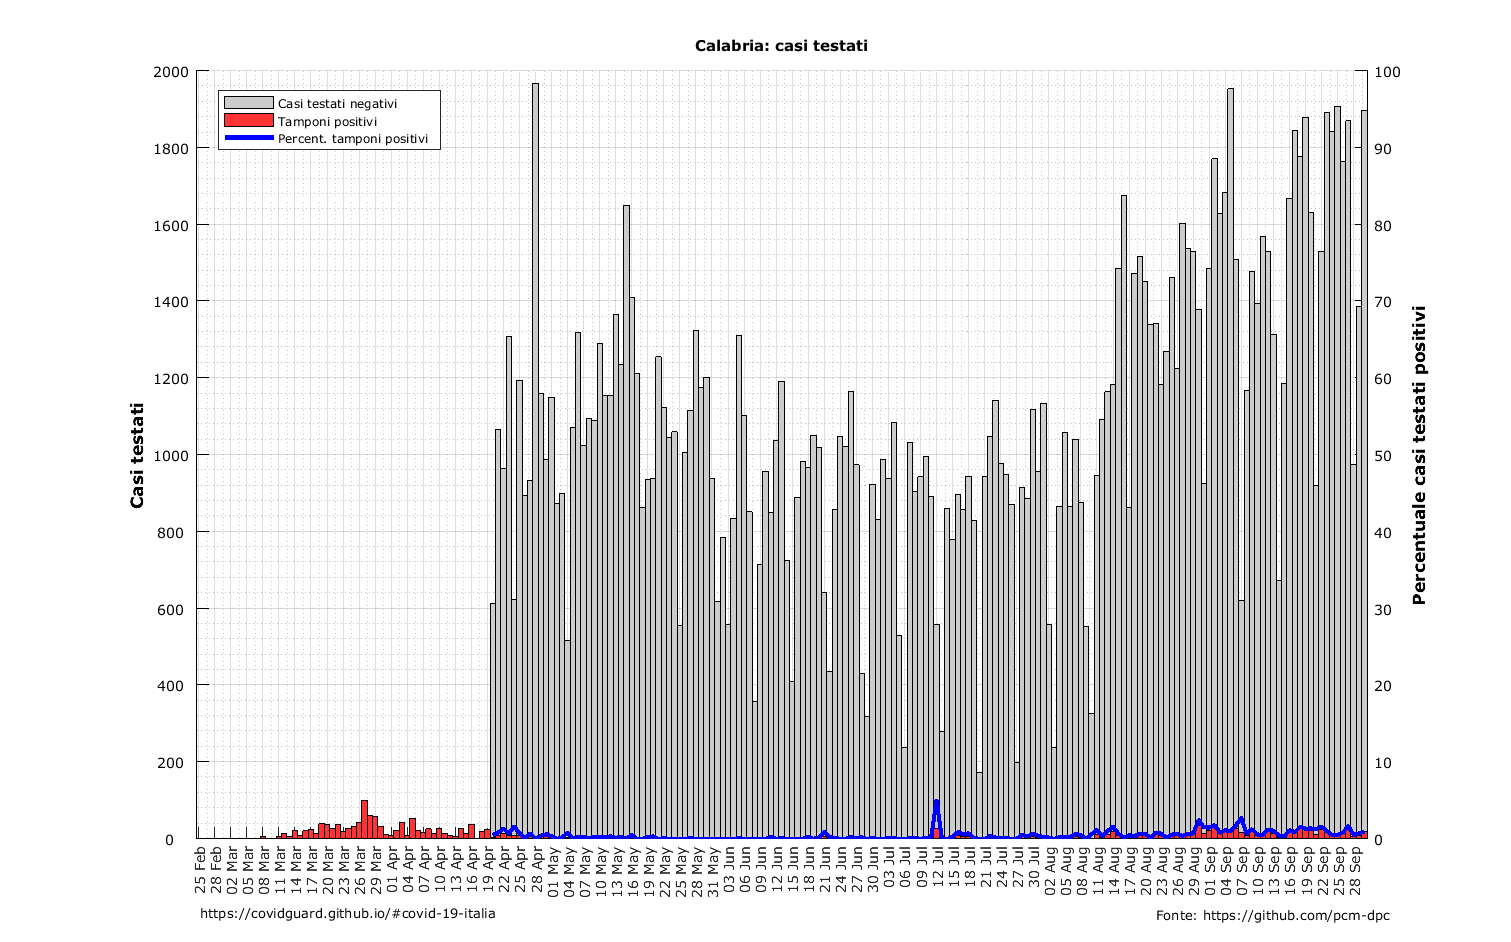 Calabria: casi testati
Casi testati negativi
Tamponi positivi
Percent. tamponi positivi
Casi testati
2000
1800
1600
1400
1200
1000
800
600
400
200
0
100
90
80
70
60
50
40
30
20
10
0
Percentuale casi testati positivi
25 Feb
28 Feb
02 Mar
05 Mar
08 Mar
11 Mar
14 Mar
17 Mar
20 Mar
23 Mar
26 Mar
29 Mar
01 Apr
04 Apr
07 Apr
10 Apr
13 Apr
16 Apr
19 Apr
22 Apr
25 Apr
28 Apr
01 May
04 May
07 May
10 May
13 May
16 May
19 May
22 May
25 May
28 May
31 May
03 Jun
06 Jun
09 Jun
12 Jun
15 Jun
18 Jun
21 Jun
24 Jun
27 Jun
30 Jun
03 Jul
06 Jul
09 Jul
12 Jul
15 Jul
18 Jul
21 Jul
24 Jul
27 Jul
30 Jul
02 Aug
05 Aug
08 Aug
11 Aug
14 Aug
17 Aug
20 Aug
23 Aug
26 Aug
29 Aug
01 Sep
04 Sep
07 Sep
10 Sep
13 Sep
16 Sep
19 Sep
22 Sep
25 Sep
28 Sep
https://covidguard.github.io/#covid-19-italia
Fonte: https://github.com/pcm-dpc